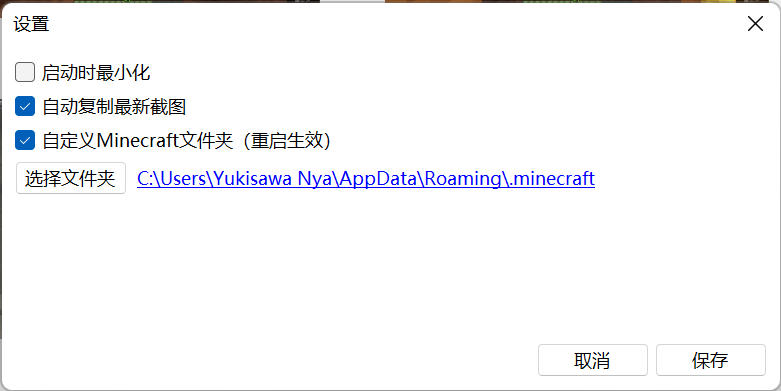 设置
启动时最小化
自动复制最新截图
自定义Minecraft文件夹（重启生效）
选择文件夹 C:\Users\Yukisawa Nya\AppData\Roaming\.minecraft
取消 保存